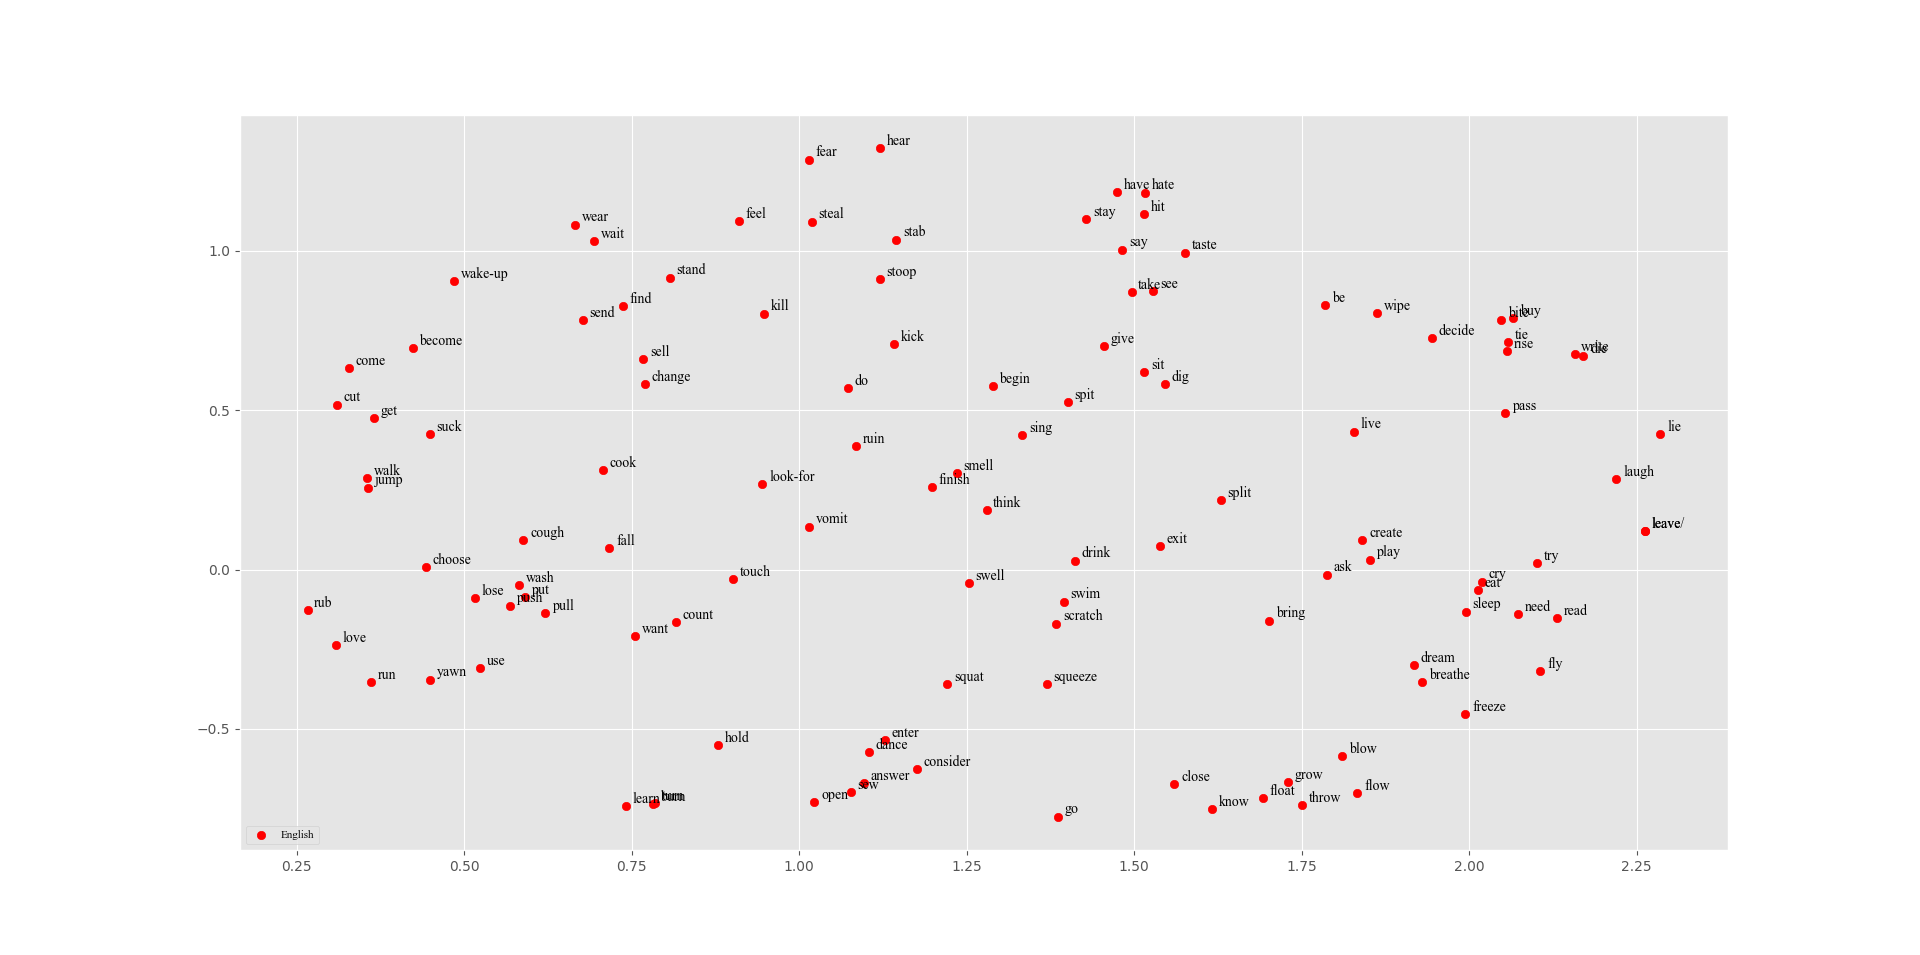 hear
fear
have hate
hit
stay
wear
feel
steal
wait
stab
say
taste
1.0
wake-up
stand
stoop
take see
find
kill
send
be
wipe
bite
buy
decide
tie
rise
kick
give
become
write
die
sell
come
sit
change
dig
do
begin
cut
spit
0.5
get
pass
suck
live
lie
sing
ruin
walk
jump
cook
look-for
smell
finish
laugh
split
think
vomit
leave/
cough
fall
create
exit
play
drink
try
choose
0.0
touch
swell
ask
cry
eat
wash
put
lose
push
pull
swim
sleep
need
read
rub
scratch
count
bring
want
love
use
run
yawn
squat
squeeze
dream
breathe
fly
freeze
−0.5
hold
enter
dance
blow
consider
answer
sew
open
close
grow
flow
float
throw
know
learn
burn
go
English
0.25 0.50 0.75 1.00 1.25 1.50 1.75 2.00 2.25